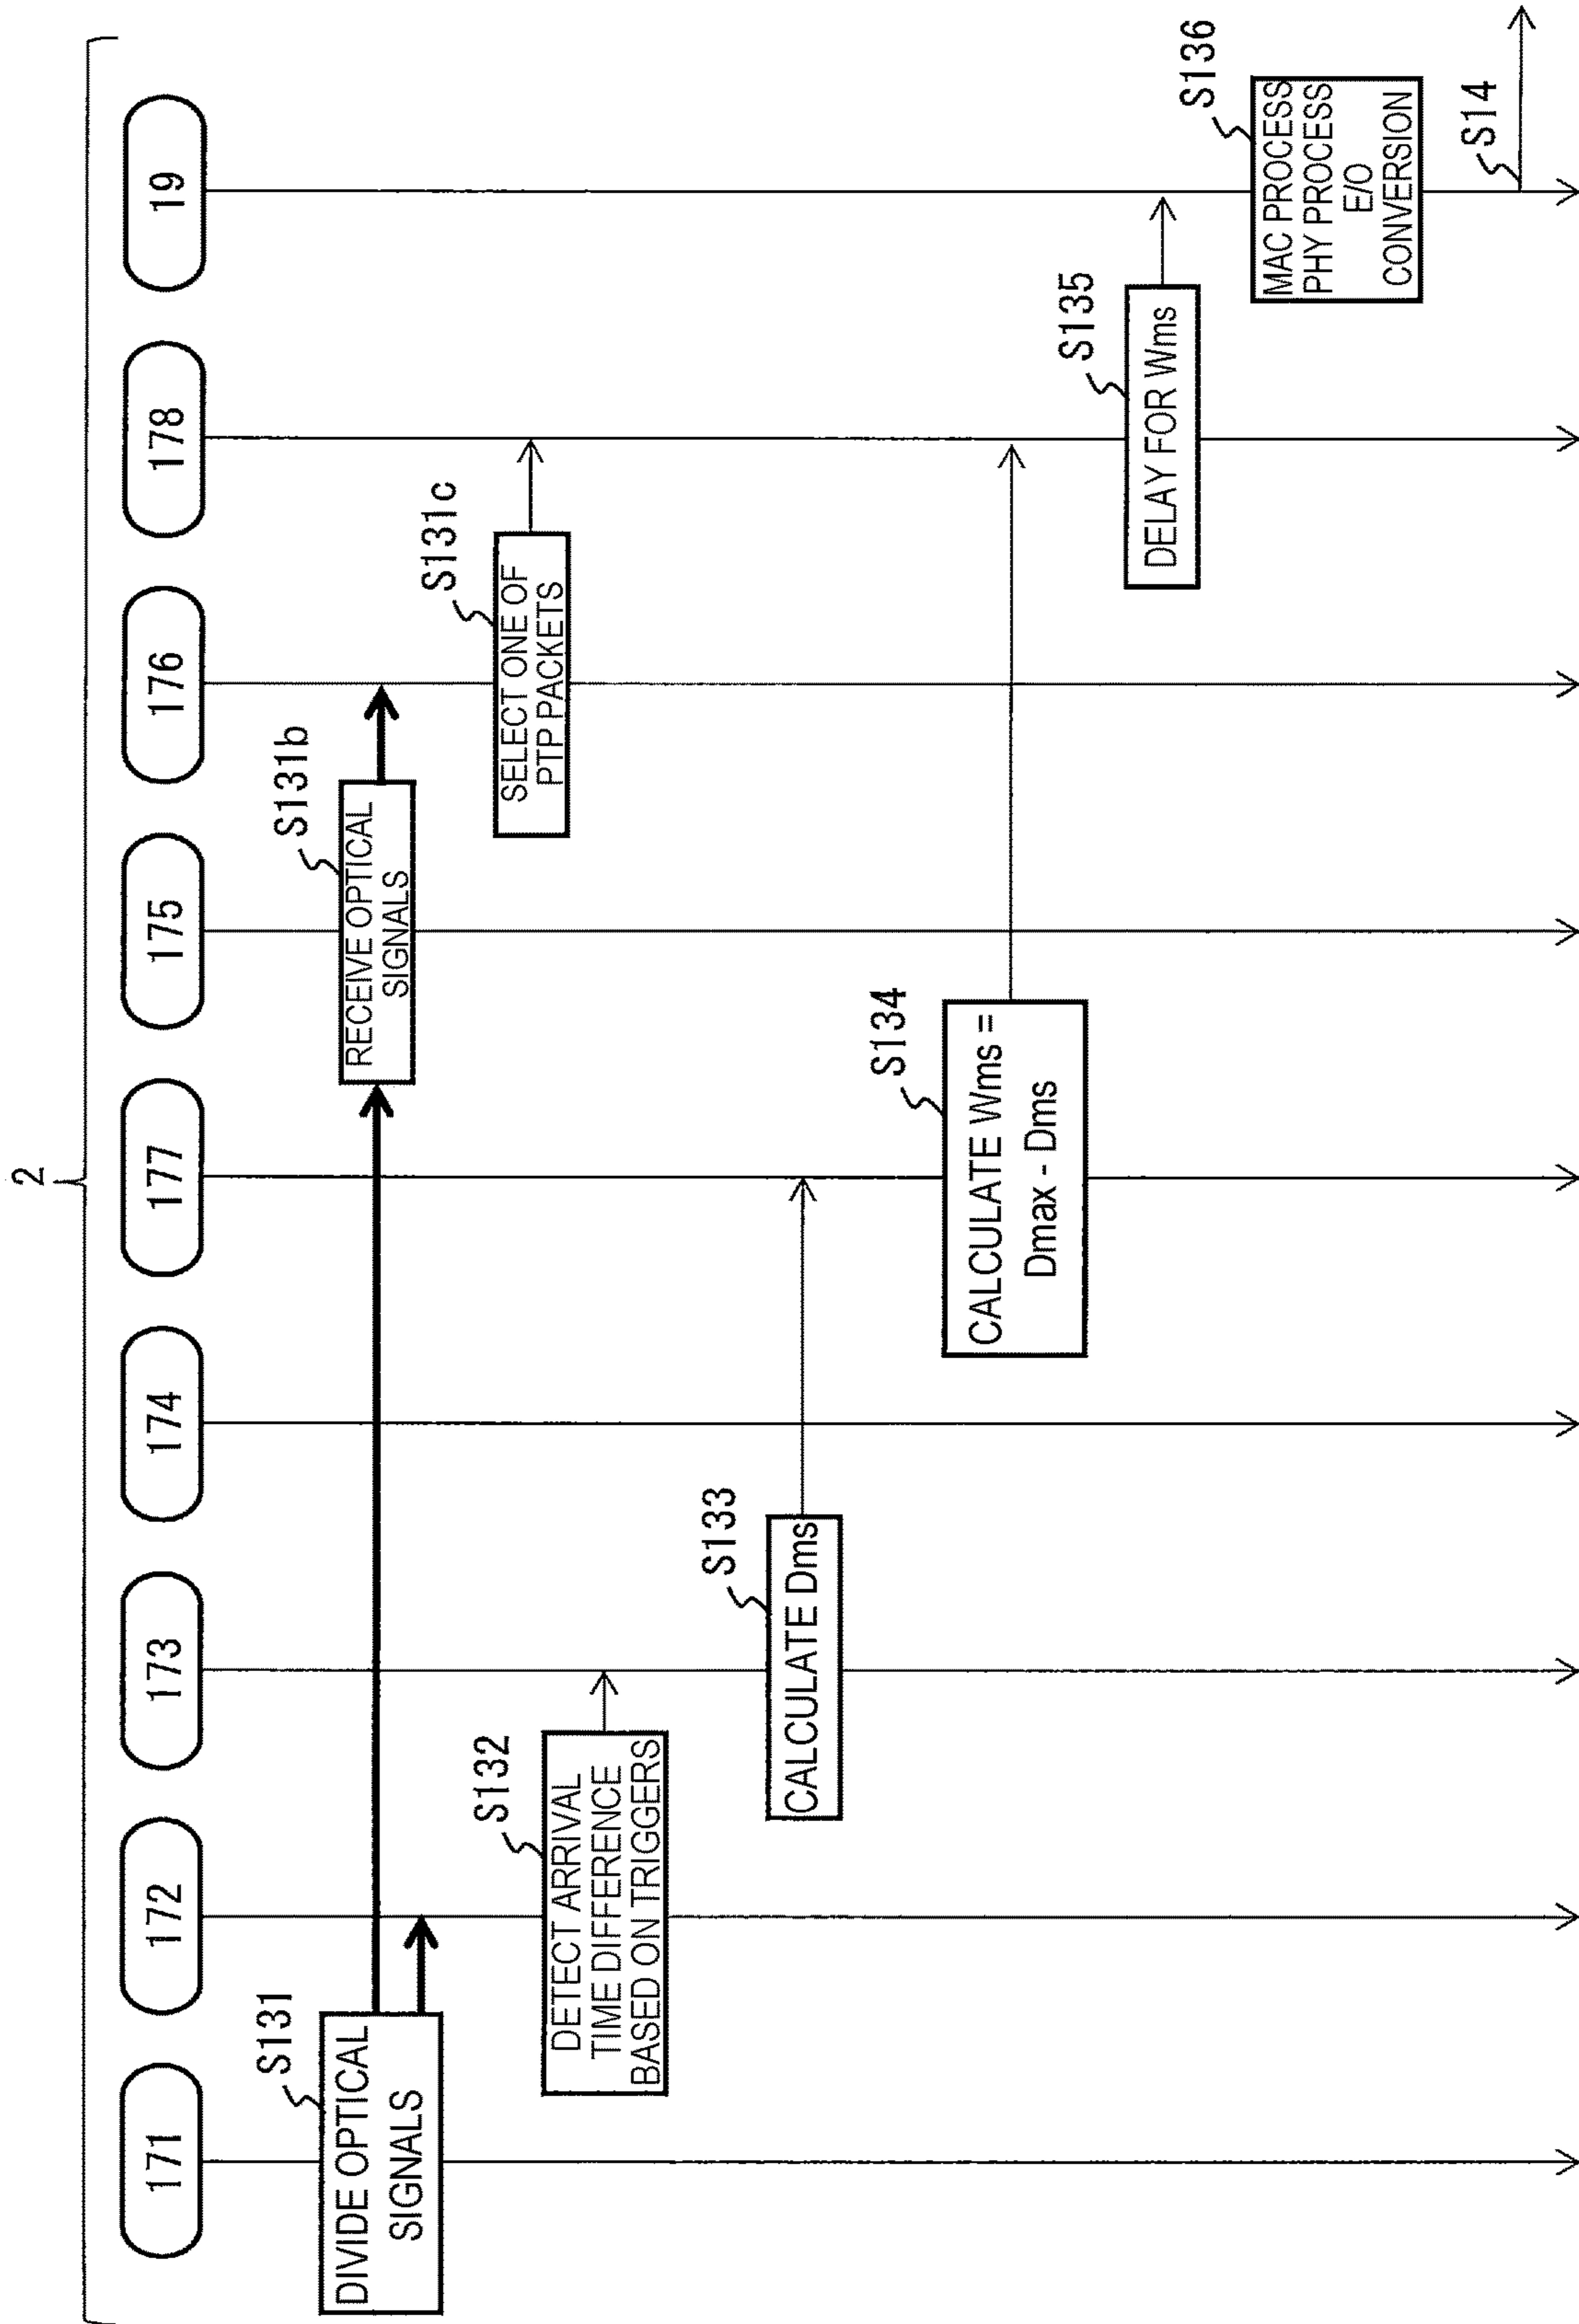 2
171
172
173
174
177
175
176
178
19
S131
DIVIDE OPTICAL
SIGNALS
S131b
RECEIVE OPTICAL
SIGNALS
S131c
SELECT ONE OF
PTP PACKETS
S132
DETECT ARRIVAL
TIME DIFFERENCE
BASED ON TRIGGERS
S133
CALCULATE Dms
S134
CALCULATE Wms =
Dmax - Dms
S135
DELAY FOR Wms
S136
MAC PROCESS
PHY PROCESS
E/O
CONVERSION
S14